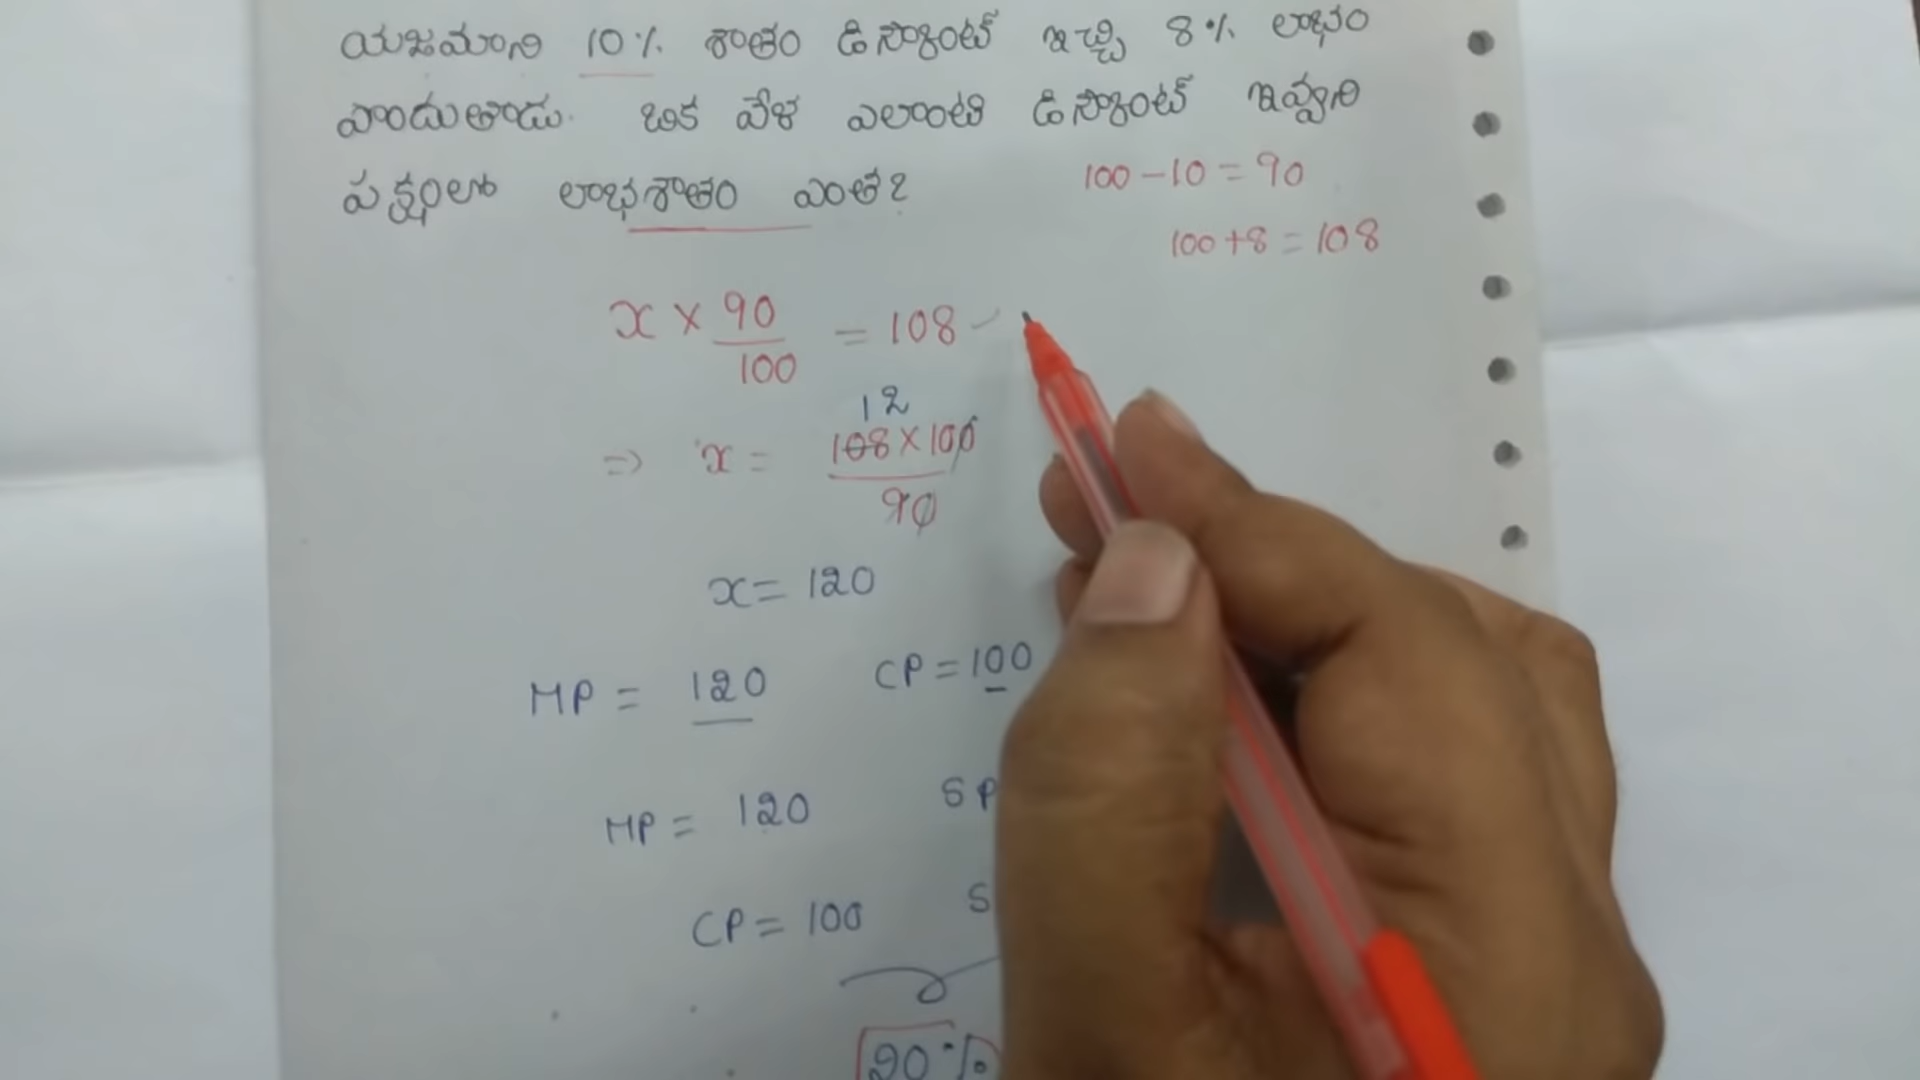 యజమాని 10% శాతం డిస్కౌంట్ ఇచ్చి 8% లాభం
పొందుతాడు. ఒక వేళ ఎలాంటి డిస్కౌంట్ ఇవ్వని
పక్షంలో లాభశాతం ఎంత?
100 - 10 = 90
100 + 8 = 108
x × 90/100 = 108
12
⇒ x = 108 × 100 / 90
x = 120
MP = 120 CP = 100
MP = 120 SP
CP = 100 S
20%